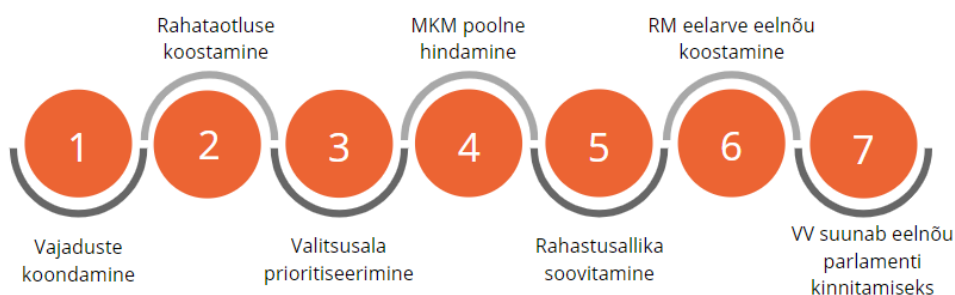 Rahataotluse
koostamine
MKM poolne
hindamine
RM eelarve eelnõu
koostamine
1
2
3
4
5
6
7
Vajaduste
koondamine
Valitsusala
prioritiseerimine
Rahastusallika
soovitamine
VV suunab eelnõu
parlamenti
kinnitamiseks